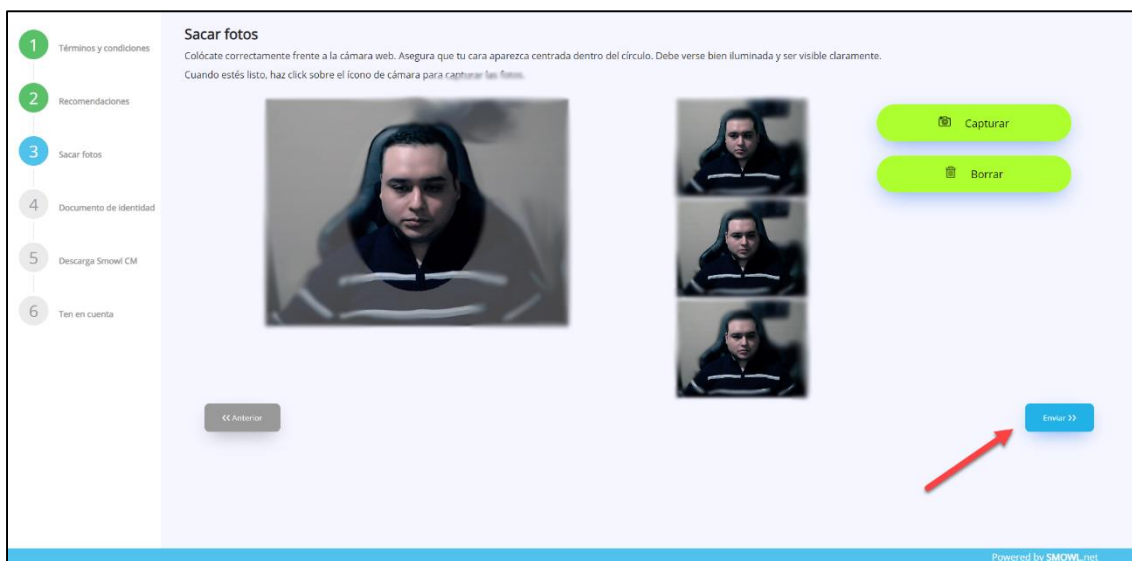 Sacar fotos
Colócate correctamente frente a la cámara web. Asegura que tu cara aparezca centrada dentro del círculo. Debe verse bien iluminada y ser visible claramente.
Cuando estés listo, haz click sobre el ícono de cámara para capturar las fotos.
1 Términos y condiciones
2 Recomendaciones
3 Sacar fotos
4 Documento de identidad
5 Descarga Smowl CM
6 Ten en cuenta
Capturar
Borrar
<< Anterior
Enviar >>
Powered by SMOWL.net